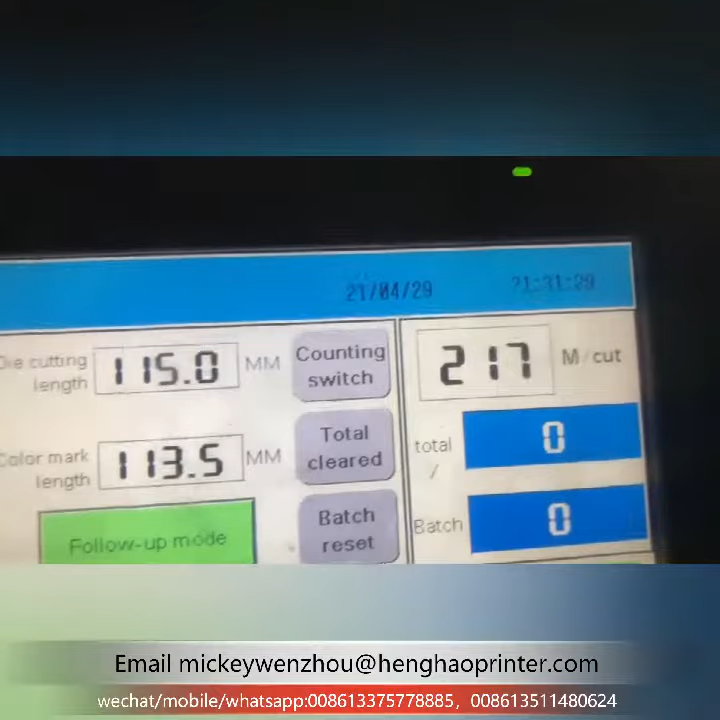 21/04/29
21:31:29
Die cutting length
115.0
MM
Counting switch
217
M/cut
Color mark length
113.5
MM
Total cleared
total
/
0
Follow-up mode
Batch reset
Batch
0
Email mickeywenzhou@henghaoprinter.com
wechat/mobile/whatsapp:008613375778885，008613511480624